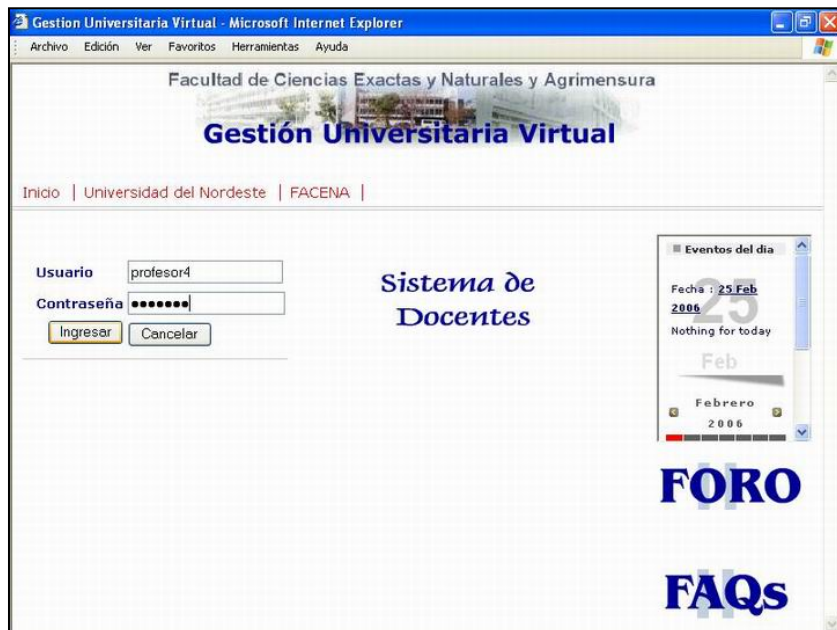 Gestion Universitaria Virtual - Microsoft Internet Explorer
Archivo Edición Ver Favoritos Herramientas Ayuda
Facultad de Ciencias Exactas y Naturales y Agrimensura
Gestión Universitaria Virtual
Inicio | Universidad del Nordeste | FACENA |
Usuario profesor4
Contraseña •••••••
Ingresar Cancelar
Sistema de
Docentes
Eventos del dia
25
Fecha : 25 Feb
2006
Nothing for today
Feb
Febrero
2006
FORO
FAQs